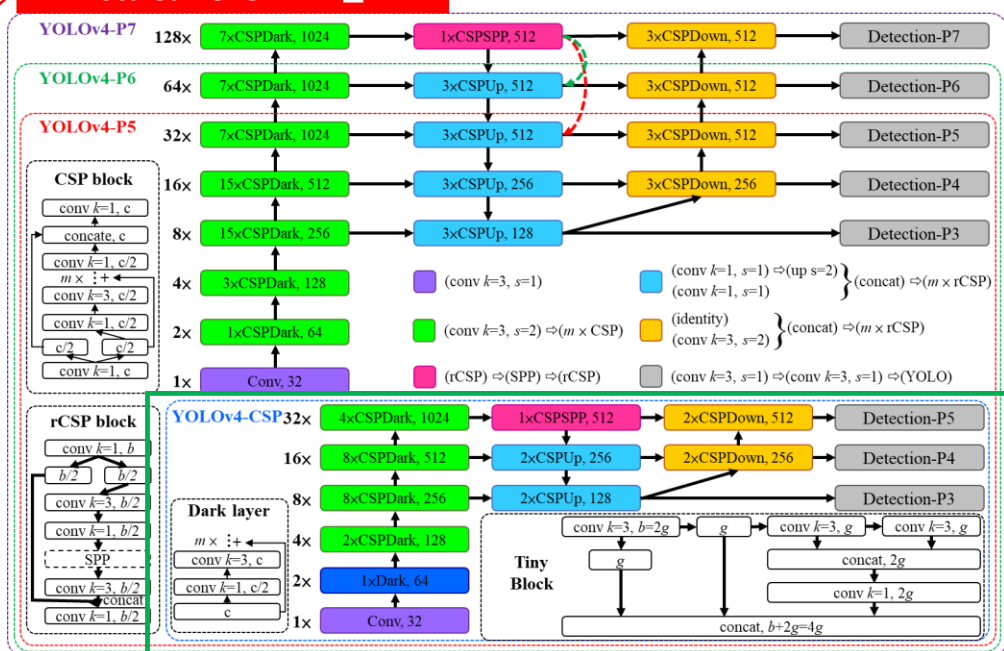 YOLOv4-P7 128× 7×CSPDark, 1024 1×CSPSPP, 512 3×CSPDown, 512 Detection-P7
YOLOv4-P6 64× 7×CSPDark, 1024 3×CSPUp, 512 3×CSPDown, 512 Detection-P6
YOLOv4-P5 32× 7×CSPDark, 1024 3×CSPUp, 512 3×CSPDown, 512 Detection-P5
16× 15×CSPDark, 512 3×CSPUp, 256 3×CSPDown, 256 Detection-P4
8× 15×CSPDark, 256 3×CSPUp, 128 Detection-P3
4× 3×CSPDark, 128
2× 1×CSPDark, 64
1× Conv, 32
CSP block
conv k=1, c
concate, c
conv k=1, c/2
m × ⋮+
conv k=3, c/2
conv k=1, c/2
c/2 c/2
conv k=1, c
(conv k=3, s=1)
(conv k=3, s=2)⇨(m × CSP)
(rCSP)⇨(SPP)⇨(rCSP)
(conv k=1, s=1)⇨(up s=2)
(conv k=1, s=1)
}(concat)⇨(m × rCSP)
(identity)
(conv k=3, s=2)
}(concat)⇨(m × rCSP)
(conv k=3, s=1)⇨(conv k=3, s=1)⇨(YOLO)
rCSP block
conv k=1, b
b/2 b/2
conv k=3, b/2
conv k=1, b/2
SPP
conv k=3, b/2
concat
conv k=1, b/2
YOLOv4-CSP 32× 4×CSPDark, 1024 1×CSPSPP, 512 2×CSPDown, 512 Detection-P5
16× 8×CSPDark, 512 2×CSPUp, 256 2×CSPDown, 256 Detection-P4
8× 8×CSPDark, 256 2×CSPUp, 128 Detection-P3
4× 2×CSPDark, 128
2× 1×Dark, 64
1× Conv, 32
Dark layer
m × ⋮+
conv k=3, c
conv k=1, c/2
c
Tiny
Block
conv k=3, b=2g g conv k=3, g conv k=3, g
g concat, 2g
conv k=1, 2g
concat, b+2g=4g